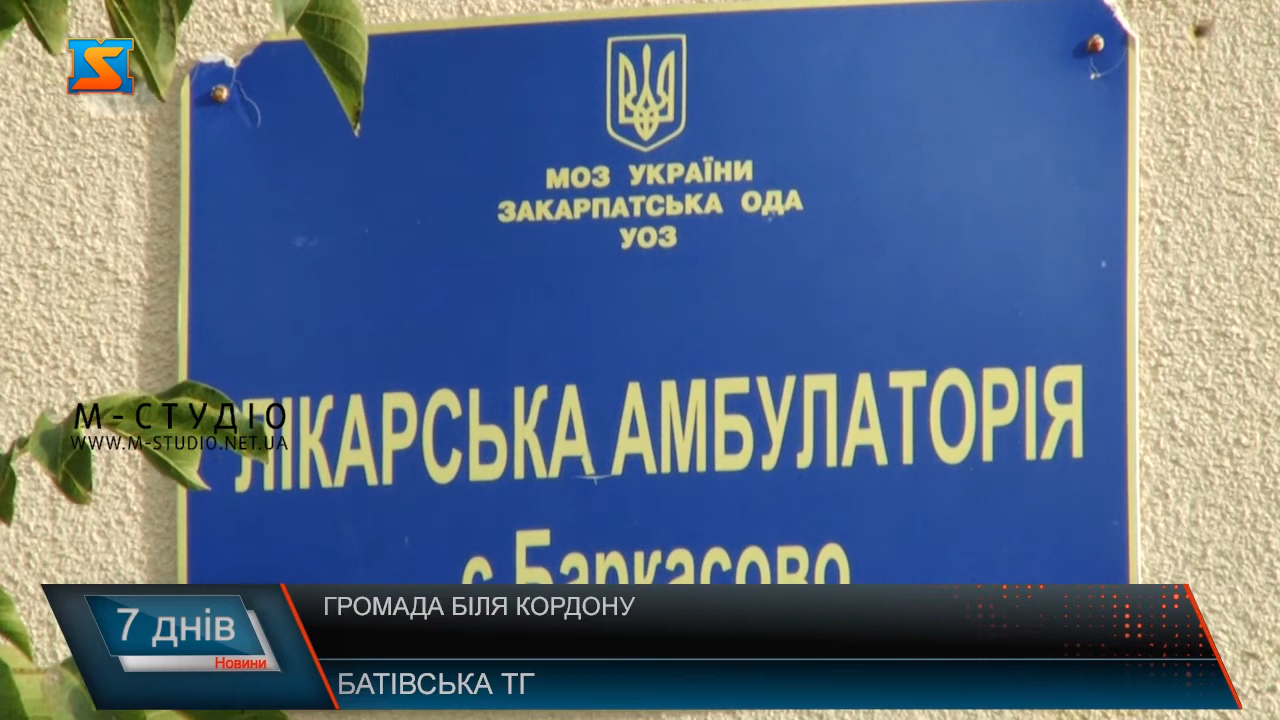 МОЗ УКРАЇНИ
ЗАКАРПАТСЬКА ОДА
УОЗ
ЛІКАРСЬКА АМБУЛАТОРІЯ
с Баркасово
М-СТУДІО
WWW.M-STUDIO.NET.UA
7 днів
Новини
ГРОМАДА БІЛЯ КОРДОНУ
БАТІВСЬКА ТГ